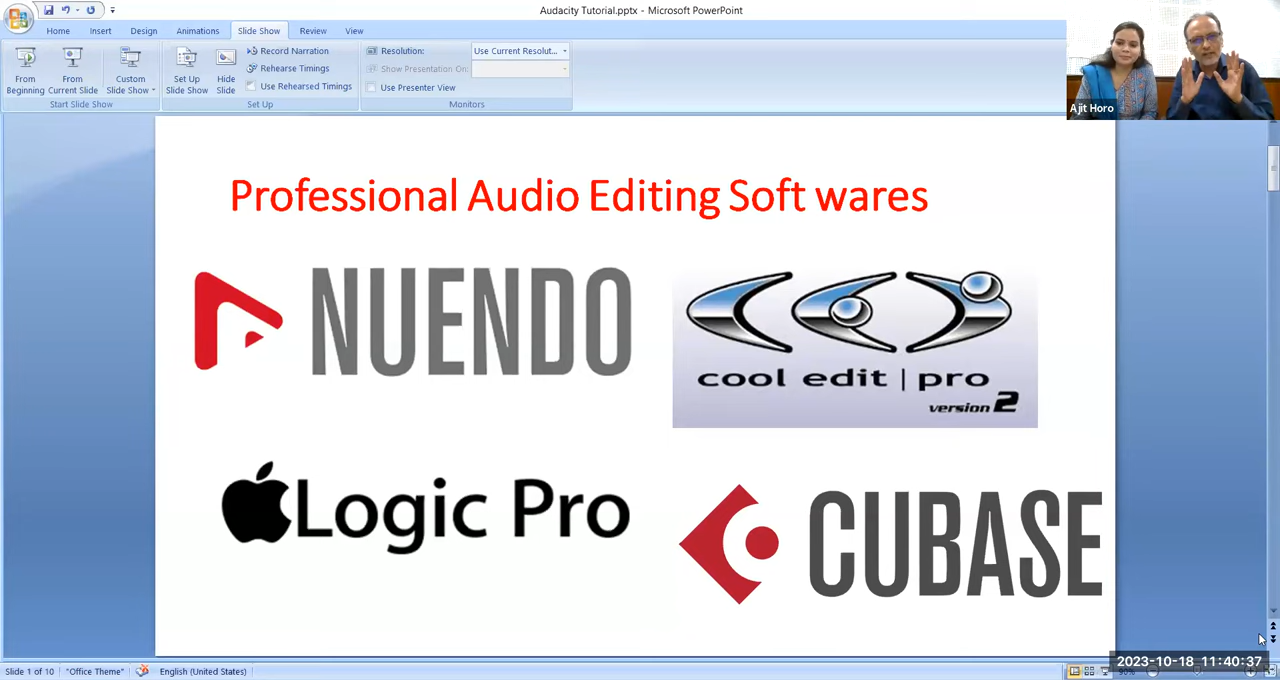 Audacity Tutorial.pptx - Microsoft PowerPoint
Home Insert Design Animations Slide Show Review View
From Beginning
From Current Slide
Custom Slide Show
Start Slide Show
Set Up Slide Show
Hide Slide
Record Narration
Rehearse Timings
Use Rehearsed Timings
Set Up
Resolution: Use Current Resolut...
Show Presentation On:
Use Presenter View
Monitors
Ajit Horo
Professional Audio Editing Soft wares
NUENDO
cool edit | pro
version 2
Logic Pro
CUBASE
Slide 1 of 10 "Office Theme" English (United States) 90%
2023-10-18 11:40:37